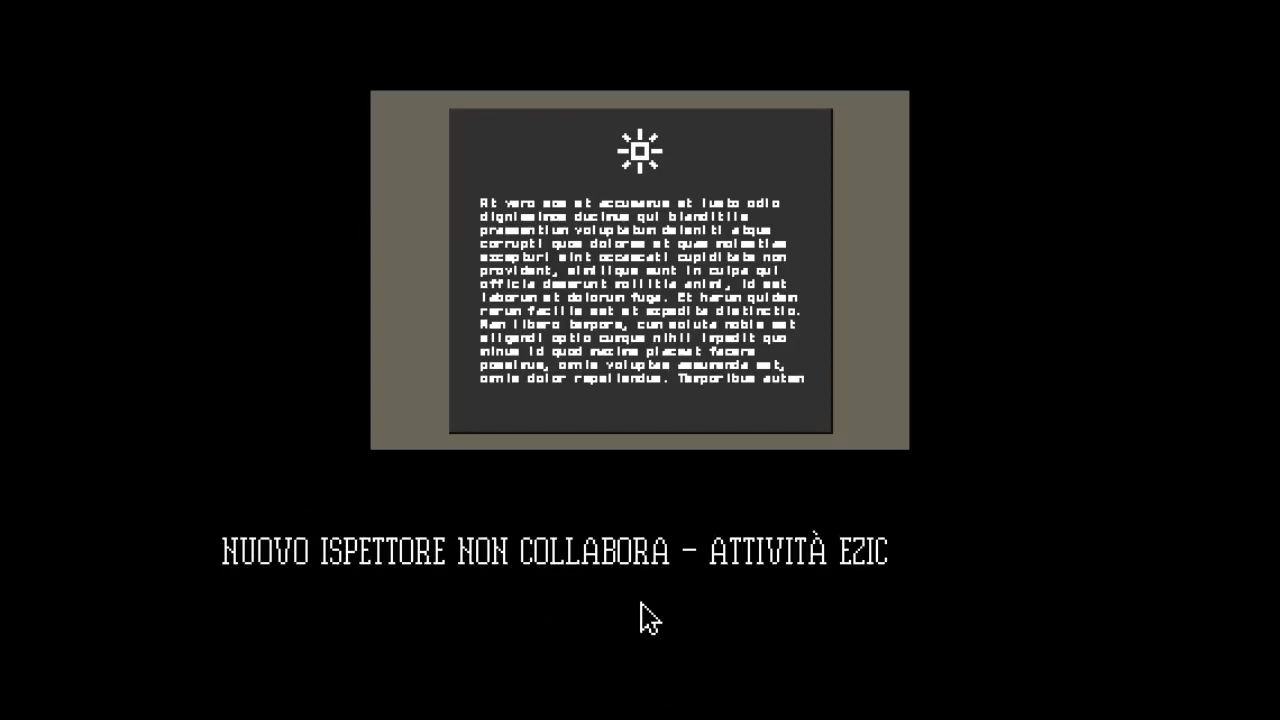 At vero eos et accusamus et iusto odio
dignissimos ducimus qui blanditiis
praesentium voluptatum deleniti atque
corrupti quos dolores et quas molestias
excepturi sint occaecati cupiditate non
provident, similique sunt in culpa qui
officia deserunt mollitia animi, id est
laborum et dolorum fuga. Et harum quidem
rerum facilis est et expedita distinctio.
Nam libero tempore, cum soluta nobis est
eligendi optio cumque nihil impedit quo
minus id quod maxime placeat facere
possimus, omnis voluptas assumenda est,
omnis dolor repellendus. Temporibus autem
NUOVO ISPETTORE NON COLLABORA - ATTIVITÀ EZIC